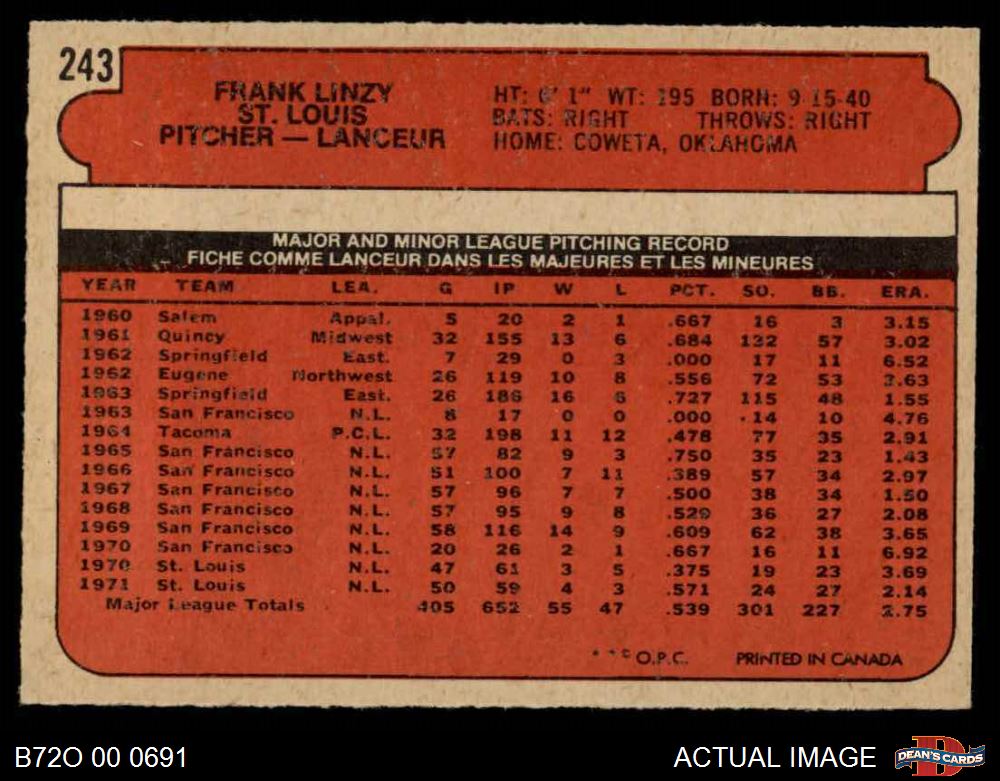 243
FRANK LINZY
ST. LOUIS
PITCHER — LANCEUR
HT: 6' 1" WT: 195 BORN: 9-15-40
BATS: RIGHT THROWS: RIGHT
HOME: COWETA, OKLAHOMA
MAJOR AND MINOR LEAGUE PITCHING RECORD
FICHE COMME LANCEUR DANS LES MAJEURES ET LES MINEURES
YEAR TEAM LEA. G IP W L PCT. SO. BB. ERA.
1960 Salem Appal. 5 20 2 1 .667 16 3 3.15
1961 Quincy Midwest 32 155 13 6 .684 132 57 3.02
1962 Springfield East. 7 29 0 3 .000 17 11 6.52
1962 Eugene Northwest 26 119 10 8 .556 72 53 3.63
1963 Springfield East. 26 186 16 6 .727 115 48 1.55
1963 San Francisco N.L. 8 17 0 0 .000 14 10 4.76
1964 Tacoma P.C.L. 32 198 11 12 .478 77 35 2.91
1965 San Francisco N.L. 57 82 9 3 .750 35 23 1.43
1966 San Francisco N.L. 51 100 7 11 .389 57 34 2.97
1967 San Francisco N.L. 57 96 7 7 .500 38 34 1.50
1968 San Francisco N.L. 57 95 9 8 .529 36 27 2.08
1969 San Francisco N.L. 58 116 14 9 .609 62 38 3.65
1970 San Francisco N.L. 20 26 2 1 .667 16 11 6.92
1970 St. Louis N.L. 47 61 3 5 .375 19 23 3.69
1971 St. Louis N.L. 50 59 4 3 .571 24 27 2.14
Major League Totals 405 652 55 47 .539 301 227 2.75
O.P.C. PRINTED IN CANADA
B72O 00 0691
ACTUAL IMAGE
DEAN'S CARDS